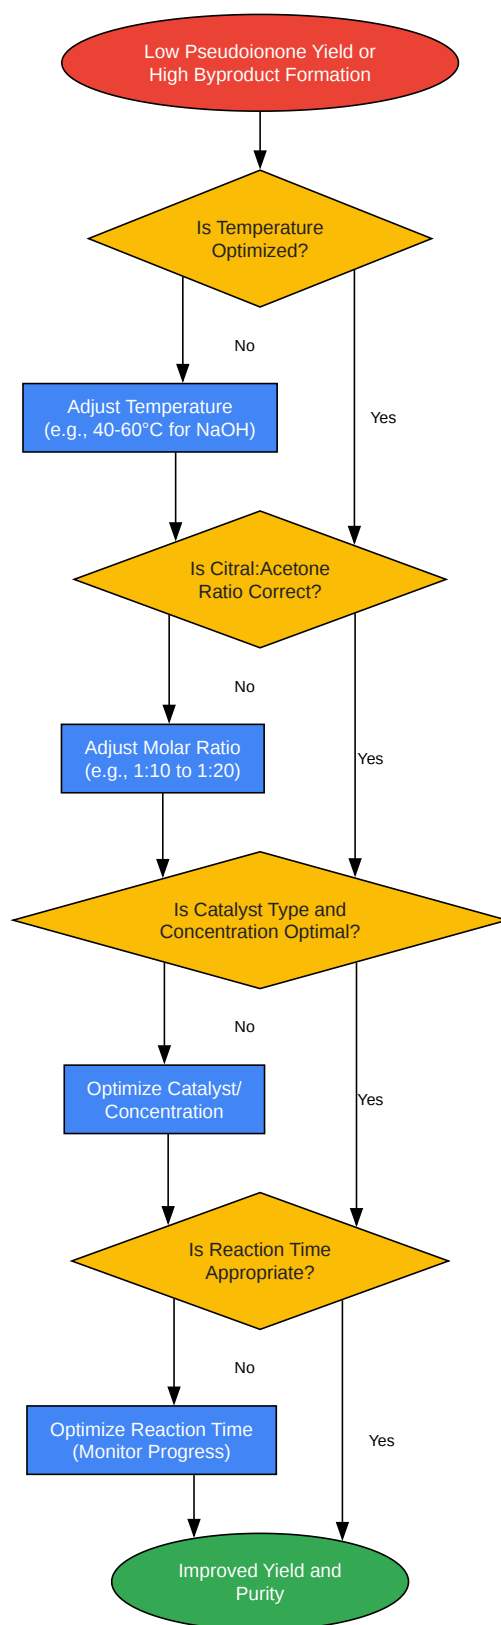 Low Pseudoionone Yield or
High Byproduct Formation
Is Temperature
Optimized?
No
Adjust Temperature
(e.g., 40-60°C for NaOH)
Yes
Is Citral:Acetone
Ratio Correct?
No
Adjust Molar Ratio
(e.g., 1:10 to 1:20)
Yes
Is Catalyst Type and
Concentration Optimal?
No
Optimize Catalyst/
Concentration
Yes
Is Reaction Time
Appropriate?
No
Optimize Reaction Time
(Monitor Progress)
Yes
Improved Yield and
Purity